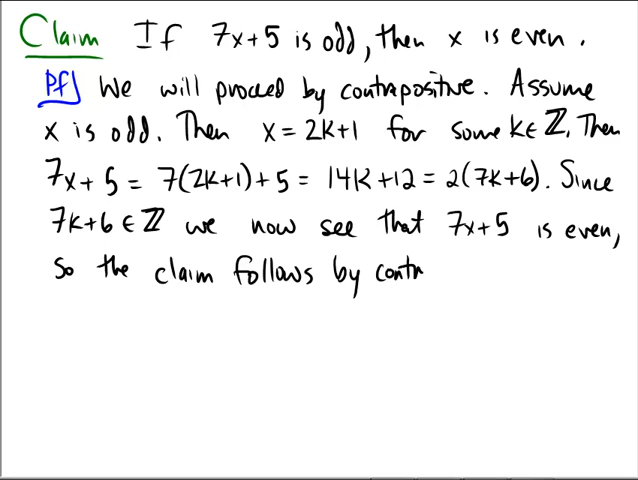 Claim If 7x+5 is odd, then x is even.
Pf) We will proceed by contrapositive. Assume
x is odd. Then x = 2k+1 for some k∈ℤ. Then
7x+5 = 7(2k+1)+5 = 14k+12 = 2(7k+6). Since
7k+6∈ℤ we now see that 7x+5 is even,
So the claim follows by contr